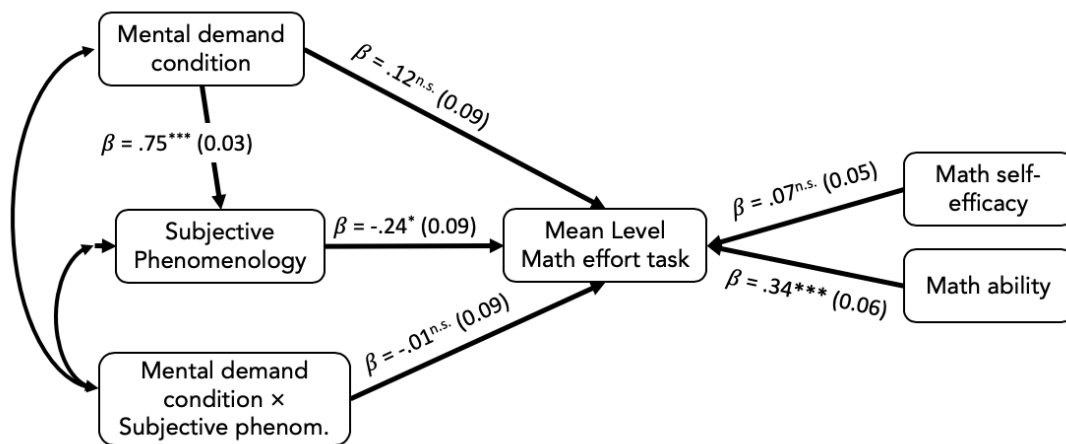 Mental demand
condition
β = .12n.s. (0.09)
β = .75*** (0.03)
Subjective
Phenomenology
β = -.24* (0.09)
Mean Level
Math effort task
β = .07n.s. (0.05)
Math self-
efficacy
β = .34*** (0.06)
Math ability
β = -.01n.s. (0.09)
Mental demand
condition ×
Subjective phenom.